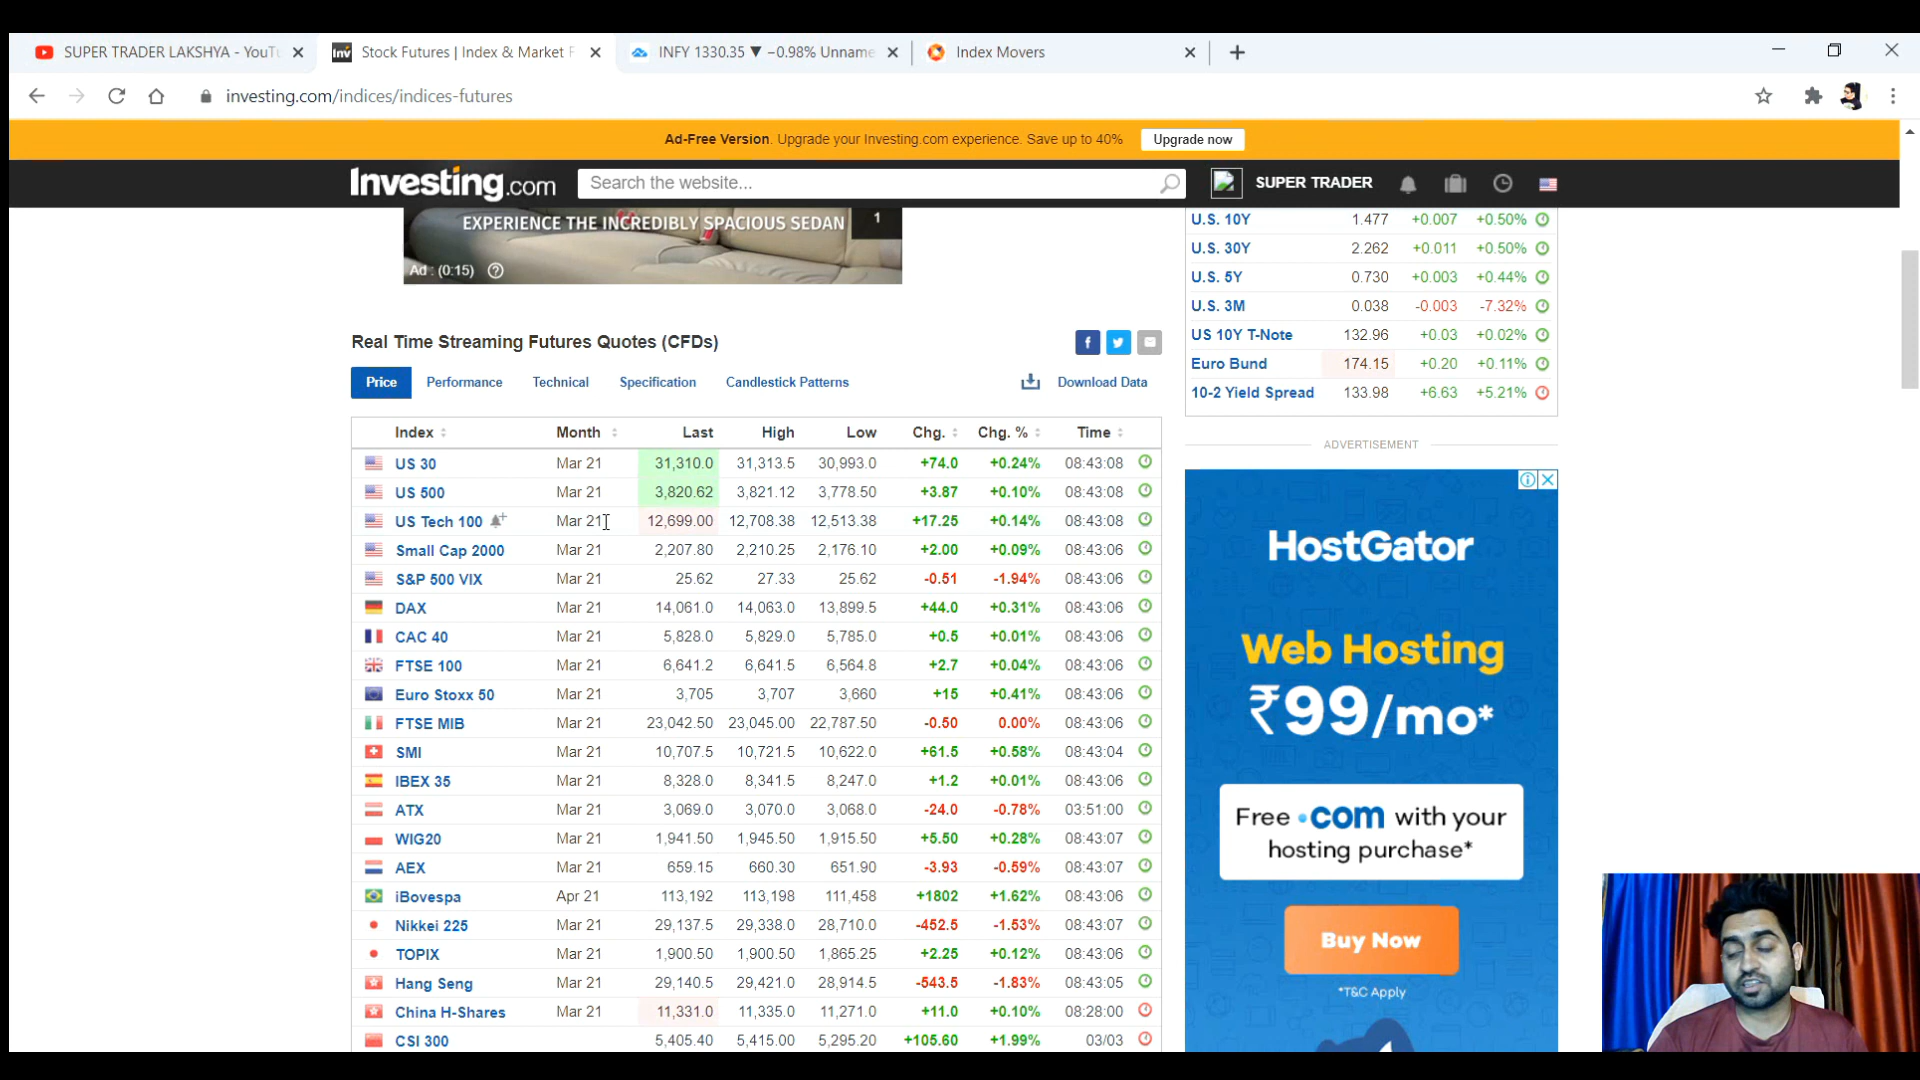 SUPER TRADER LAKSHYA - YouTu
Stock Futures | Index & Market F
INFY 1330.35 ▼ −0.98% Unname
Index Movers
investing.com/indices/indices-futures
Ad-Free Version. Upgrade your Investing.com experience. Save up to 40% Upgrade now
Investing.com
Search the website...
SUPER TRADER
EXPERIENCE THE INCREDIBLY SPACIOUS SEDAN
1
Ad : (0:15)
Real Time Streaming Futures Quotes (CFDs)
Price Performance Technical Specification Candlestick Patterns Download Data
Index Month Last High Low Chg. Chg. % Time
US 30 Mar 21 31,310.0 31,313.5 30,993.0 +74.0 +0.24% 08:43:08
US 500 Mar 21 3,820.62 3,821.12 3,778.50 +3.87 +0.10% 08:43:08
US Tech 100 Mar 21 12,699.00 12,708.38 12,513.38 +17.25 +0.14% 08:43:08
Small Cap 2000 Mar 21 2,207.80 2,210.25 2,176.10 +2.00 +0.09% 08:43:06
S&P 500 VIX Mar 21 25.62 27.33 25.62 -0.51 -1.94% 08:43:06
DAX Mar 21 14,061.0 14,063.0 13,899.5 +44.0 +0.31% 08:43:06
CAC 40 Mar 21 5,828.0 5,829.0 5,785.0 +0.5 +0.01% 08:43:06
FTSE 100 Mar 21 6,641.2 6,641.5 6,564.8 +2.7 +0.04% 08:43:06
Euro Stoxx 50 Mar 21 3,705 3,707 3,660 +15 +0.41% 08:43:06
FTSE MIB Mar 21 23,042.50 23,045.00 22,787.50 -0.50 0.00% 08:43:06
SMI Mar 21 10,707.5 10,721.5 10,622.0 +61.5 +0.58% 08:43:04
IBEX 35 Mar 21 8,328.0 8,341.5 8,247.0 +1.2 +0.01% 08:43:06
ATX Mar 21 3,069.0 3,070.0 3,068.0 -24.0 -0.78% 03:51:00
WIG20 Mar 21 1,941.50 1,945.50 1,915.50 +5.50 +0.28% 08:43:07
AEX Mar 21 659.15 660.30 651.90 -3.93 -0.59% 08:43:07
iBovespa Apr 21 113,192 113,198 111,458 +1802 +1.62% 08:43:06
Nikkei 225 Mar 21 29,137.5 29,338.0 28,710.0 -452.5 -1.53% 08:43:07
TOPIX Mar 21 1,900.50 1,900.50 1,865.25 +2.25 +0.12% 08:43:06
Hang Seng Mar 21 29,140.5 29,421.0 28,914.5 -543.5 -1.83% 08:43:05
China H-Shares Mar 21 11,331.0 11,335.0 11,271.0 +11.0 +0.10% 08:28:00
CSI 300 5,405.40 5,415.00 5,295.20 +105.60 +1.99% 03/03
U.S. 10Y 1.477 +0.007 +0.50%
U.S. 30Y 2.262 +0.011 +0.50%
U.S. 5Y 0.730 +0.003 +0.44%
U.S. 3M 0.038 -0.003 -7.32%
US 10Y T-Note 132.96 +0.03 +0.02%
Euro Bund 174.15 +0.20 +0.11%
10-2 Yield Spread 133.98 +6.63 +5.21%
ADVERTISEMENT
HostGator
Web Hosting
₹99/mo*
Free .com with your
hosting purchase*
Buy Now
*T&C Apply